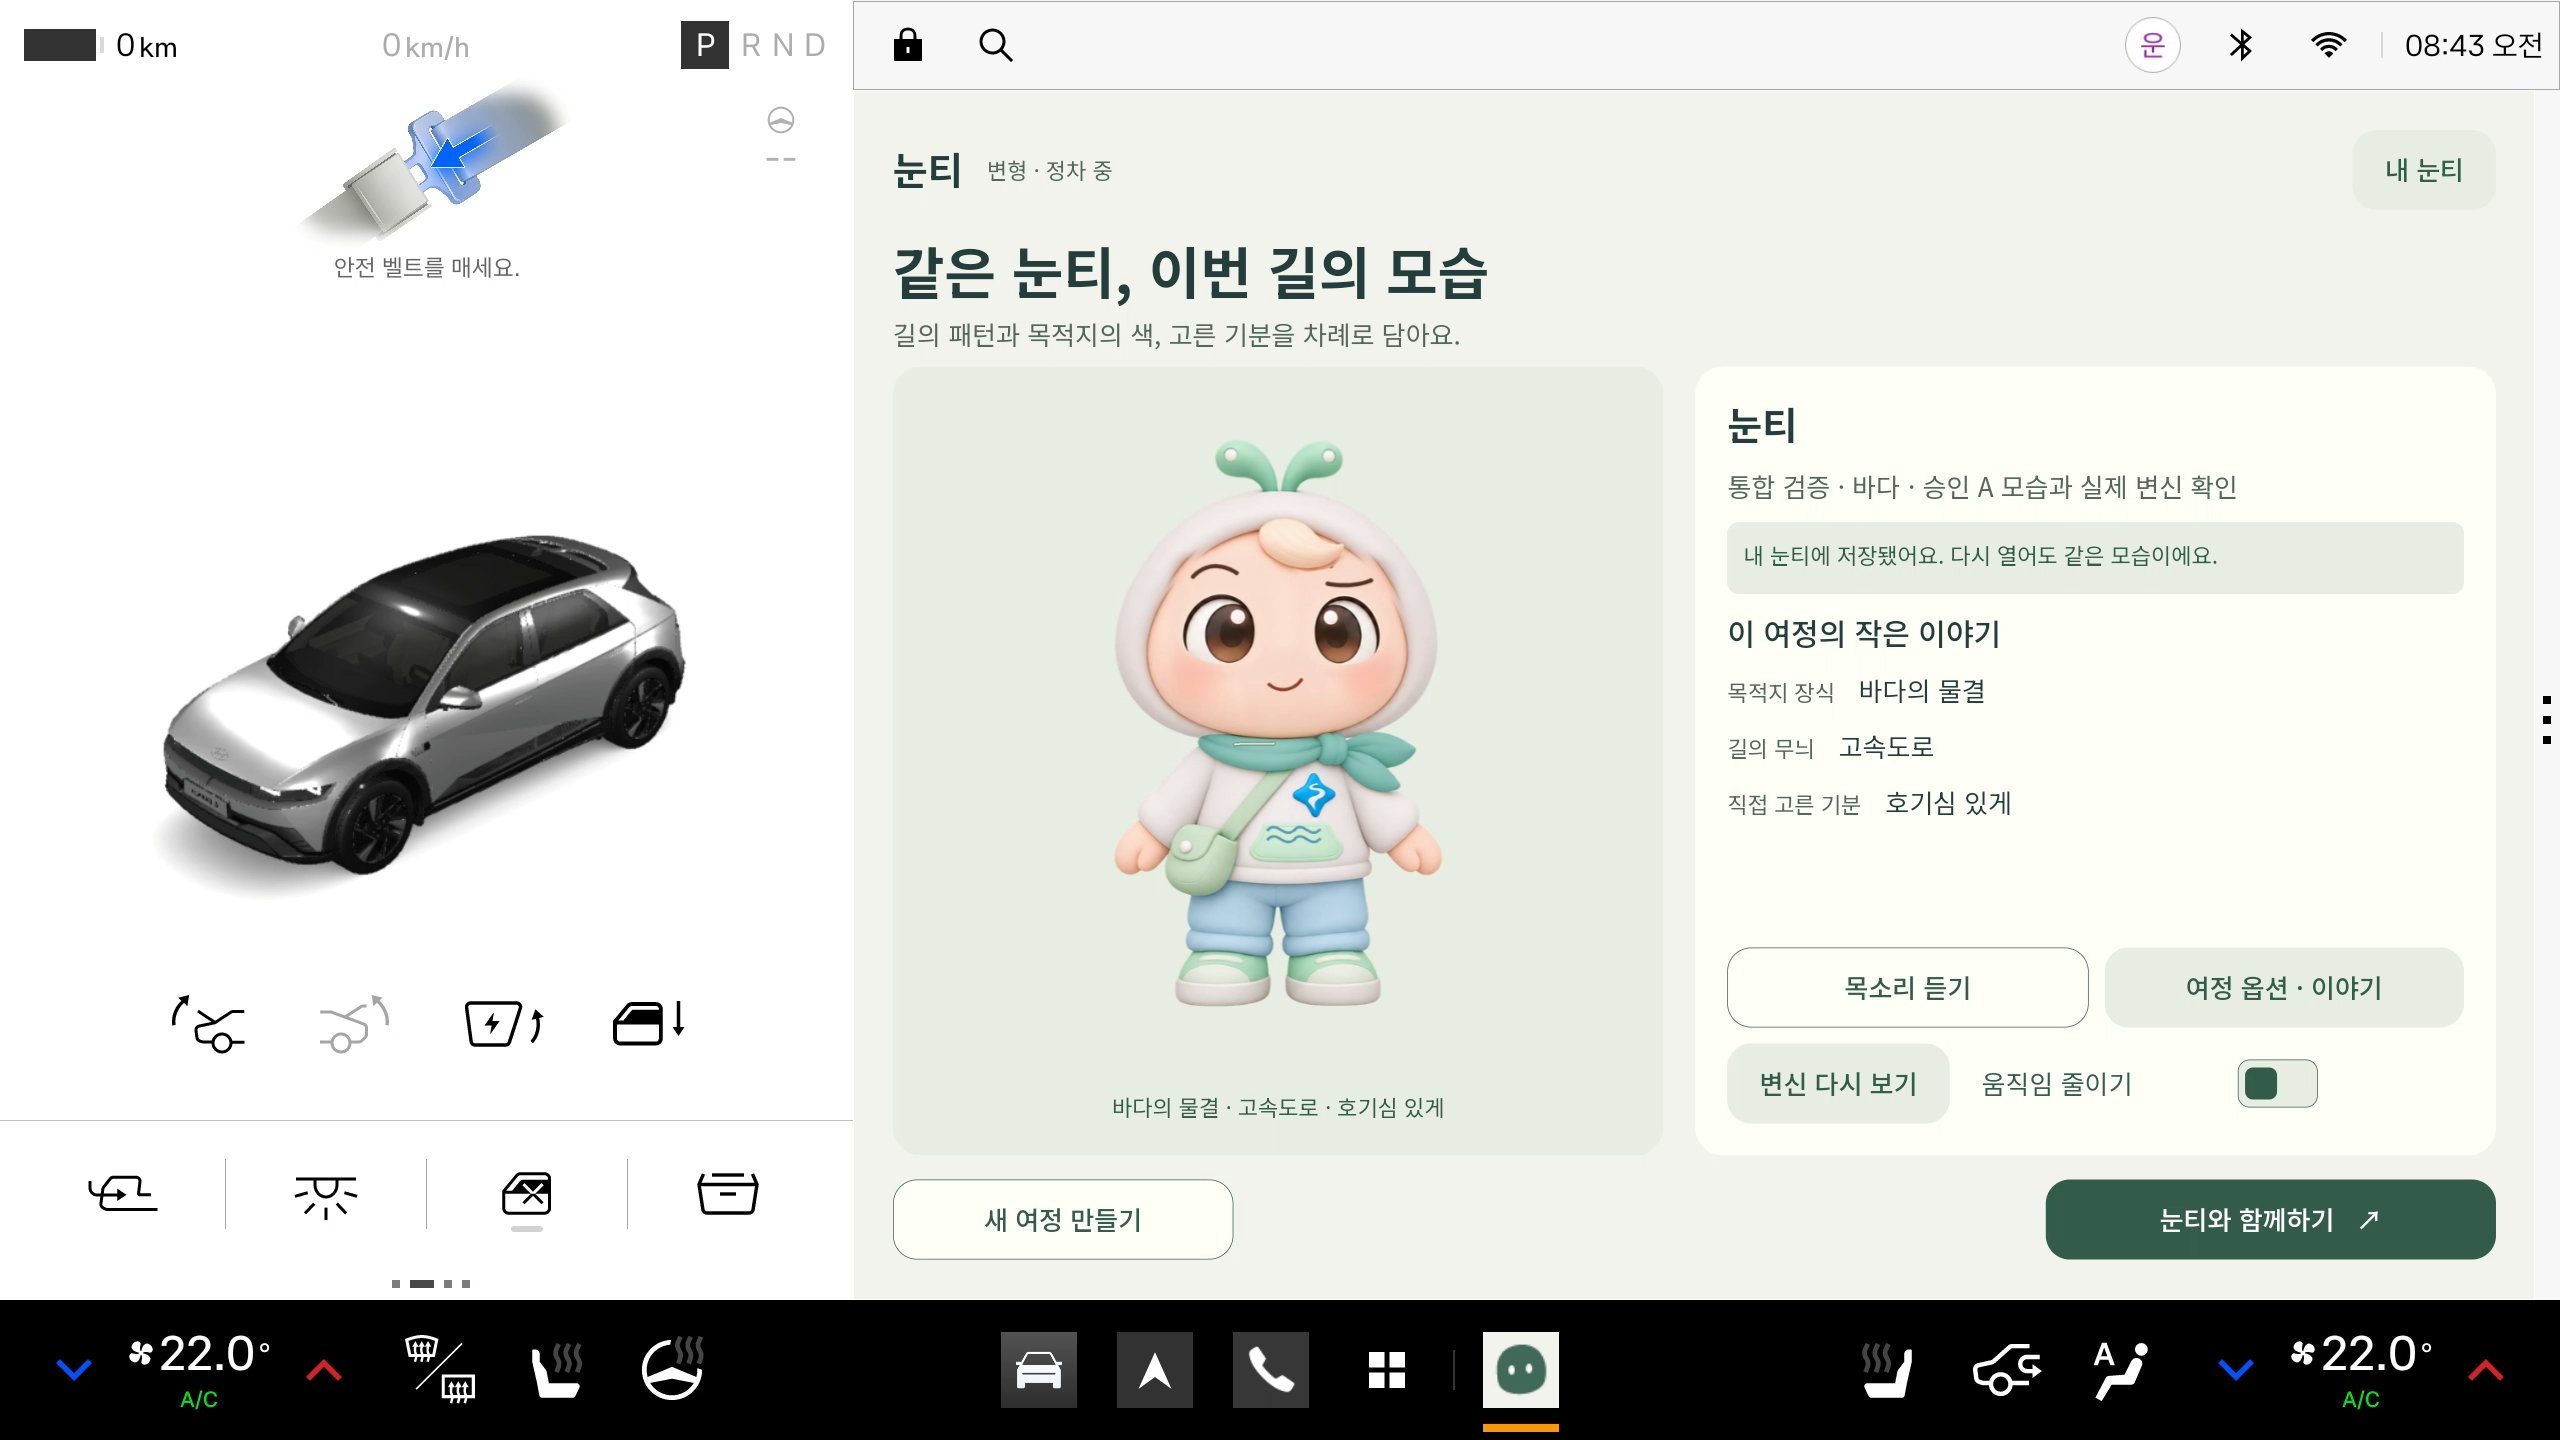 0 km
0 km/h
P R N D
안전 벨트를 매세요.
운
08:43 오전
눈티 변형 · 정차 중
내 눈티
같은 눈티, 이번 길의 모습
길의 패턴과 목적지의 색, 고른 기분을 차례로 담아요.
바다의 물결 · 고속도로 · 호기심 있게
눈티
통합 검증 · 바다 · 승인 A 모습과 실제 변신 확인
내 눈티에 저장됐어요. 다시 열어도 같은 모습이에요.
이 여정의 작은 이야기
목적지 장식 바다의 물결
길의 무늬 고속도로
직접 고른 기분 호기심 있게
목소리 듣기
여정 옵션 · 이야기
변신 다시 보기
움직임 줄이기
새 여정 만들기
눈티와 함께하기 ↗
22.0°
A/C
A
22.0°
A/C